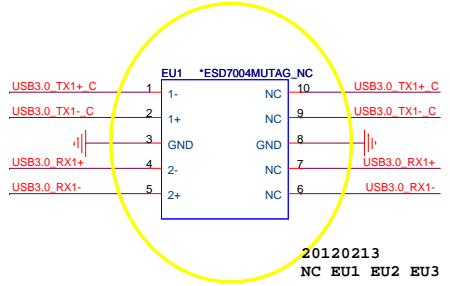 EU1 *ESD7004MUTAG_NC
USB3.0_TX1+_C 1 1- NC 10 USB3.0_TX1+_C
USB3.0_TX1-_C 2 1+ NC 9 USB3.0_TX1-_C
3 GND GND 8
USB3.0_RX1+ 4 2- NC 7 USB3.0_RX1+
USB3.0_RX1- 5 2+ NC 6 USB3.0_RX1-
20120213
NC EU1 EU2 EU3